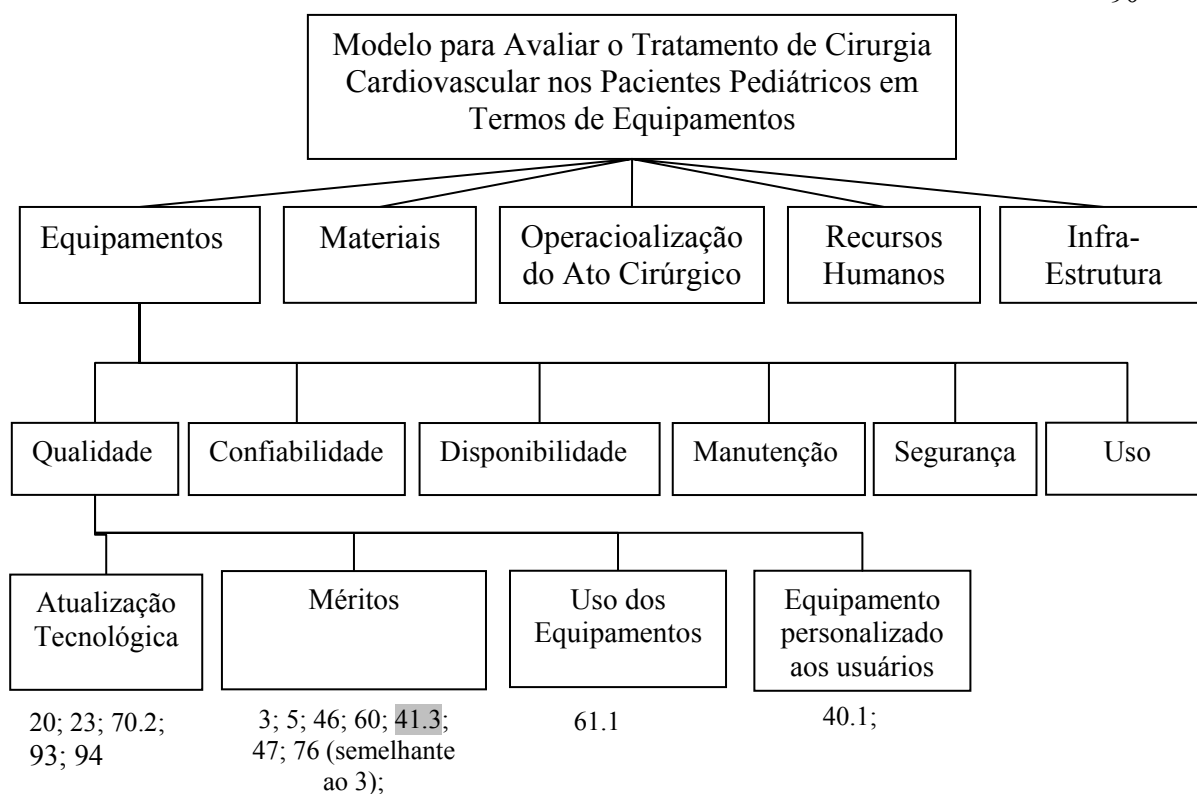 Modelo para Avaliar o Tratamento de Cirurgia
Cardiovascular nos Pacientes Pediátricos em
Termos de Equipamentos
Equipamentos
Materiais
Operacioalização
do Ato Cirúrgico
Recursos
Humanos
Infra-
Estrutura
Qualidade
Confiabilidade
Disponibilidade
Manutenção
Segurança
Uso
Atualização
Tecnológica
Méritos
Uso dos
Equipamentos
Equipamento
personalizado
aos usuários
20; 23; 70.2;
93; 94
3; 5; 46; 60; 41.3;
47; 76 (semelhante
ao 3);
61.1
40.1;